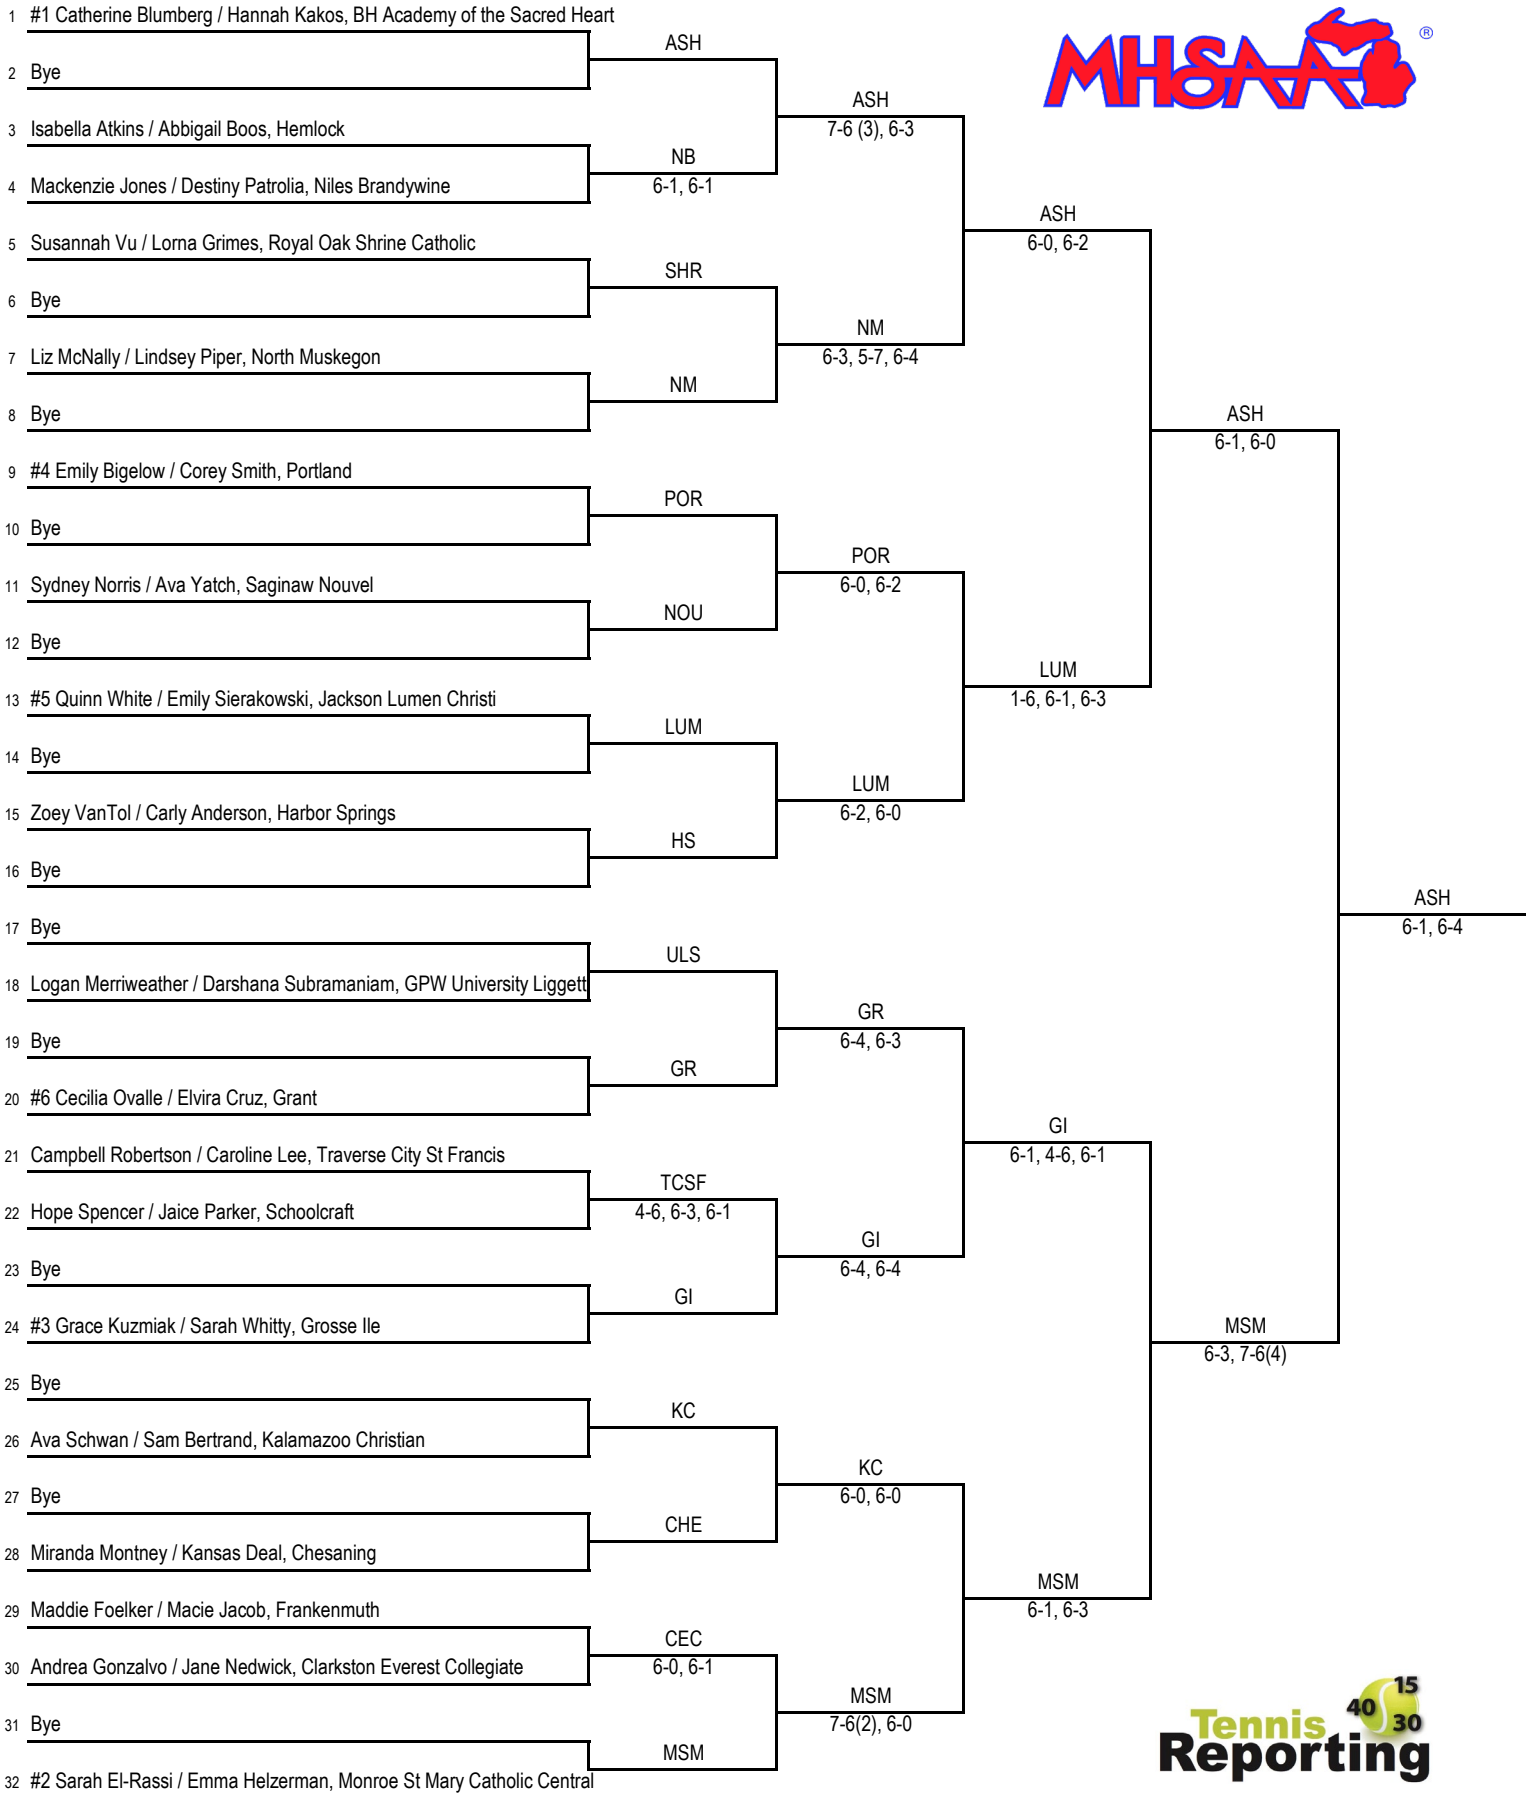 1 #1 Catherine Blumberg / Hannah Kakos, BH Academy of the Sacred Heart
2 Bye
3 Isabella Atkins / Abbigail Boos, Hemlock
4 Mackenzie Jones / Destiny Patrolia, Niles Brandywine
5 Susannah Vu / Lorna Grimes, Royal Oak Shrine Catholic
6 Bye
7 Liz McNally / Lindsey Piper, North Muskegon
8 Bye
9 #4 Emily Bigelow / Corey Smith, Portland
10 Bye
11 Sydney Norris / Ava Yatch, Saginaw Nouvel
12 Bye
13 #5 Quinn White / Emily Sierakowski, Jackson Lumen Christi
14 Bye
15 Zoey VanTol / Carly Anderson, Harbor Springs
16 Bye
17 Bye
18 Logan Merriweather / Darshana Subramaniam, GPW University Liggett
19 Bye
20 #6 Cecilia Ovalle / Elvira Cruz, Grant
21 Campbell Robertson / Caroline Lee, Traverse City St Francis
22 Hope Spencer / Jaice Parker, Schoolcraft
23 Bye
24 #3 Grace Kuzmiak / Sarah Whitty, Grosse Ile
25 Bye
26 Ava Schwan / Sam Bertrand, Kalamazoo Christian
27 Bye
28 Miranda Montney / Kansas Deal, Chesaning
29 Maddie Foelker / Macie Jacob, Frankenmuth
30 Andrea Gonzalvo / Jane Nedwick, Clarkston Everest Collegiate
31 Bye
32 #2 Sarah El-Rassi / Emma Helzerman, Monroe St Mary Catholic Central
ASH
NB
6-1, 6-1
SHR
NM
POR
NOU
LUM
HS
ULS
GR
TCSF
4-6, 6-3, 6-1
GI
KC
CHE
CEC
6-0, 6-1
MSM
ASH
7-6 (3), 6-3
NM
6-3, 5-7, 6-4
POR
6-0, 6-2
LUM
6-2, 6-0
GR
6-4, 6-3
GI
6-4, 6-4
KC
6-0, 6-0
MSM
7-6(2), 6-0
ASH
6-0, 6-2
LUM
1-6, 6-1, 6-3
GI
6-1, 4-6, 6-1
MSM
6-1, 6-3
ASH
6-1, 6-0
MSM
6-3, 7-6(4)
ASH
6-1, 6-4
MHSAA ®
15
40
30
Tennis
Reporting